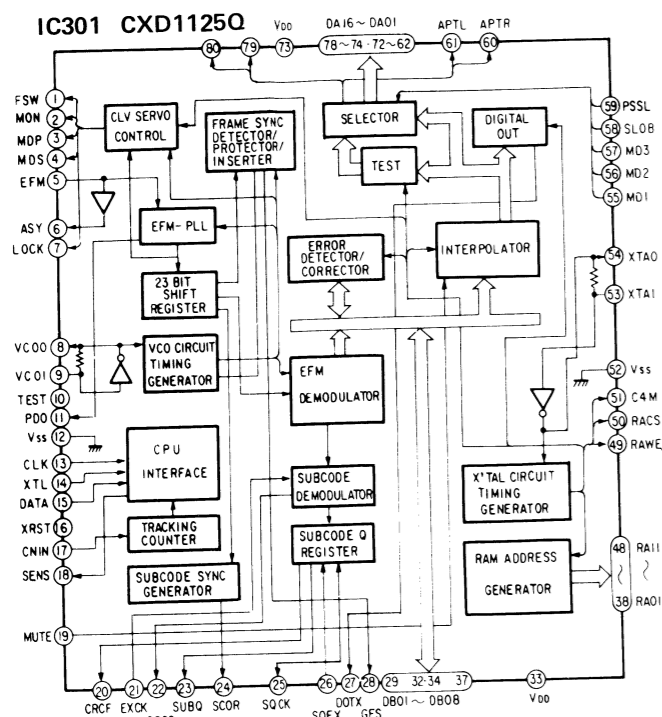 IC301 CXD1125Q
80 79 VDD 73 DA16~DA01 78~74·72~62 APTL 61 APTR 60
FSW 1
MON 2
MDP 3
MDS 4
EFM 5
ASY 6
LOCK 7
VCOO 8
VCOI 9
TEST 10
PDO 11
Vss 12
CLK 13
XTL 14
DATA 15
XRST 16
CNIN 17
SENS 18
MUTE 19
CLV SERVO
CONTROL
FRAME SYNC
DETECTOR/
PROTECTOR/
INSERTER
SELECTOR
TEST
DIGITAL
OUT
EFM-PLL
ERROR
DETECTOR/
CORRECTOR
INTERPOLATOR
23 BIT
SHIFT
REGISTER
VCO CIRCUIT
TIMING
GENERATOR
EFM
DEMODULATOR
CPU
INTERFACE
SUBCODE
DEMODULATOR
X'TAL CIRCUIT
TIMING
GENERATOR
TRACKING
COUNTER
SUBCODE Q
REGISTER
SUBCODE SYNC
GENERATOR
RAM ADDRESS
GENERATOR
59 PSSL
58 SLOB
57 MD3
56 MD2
55 MD1
54 XTAO
53 XTAI
52 Vss
51 C4M
50 RACS
49 RAWE
48 RA11
~ ~
38 RA01
20 21 22 23 24 25 26 27 28 29 32·34 37 33
CRCF EXCK SUBQ SCOR SQCK DOTX DB01~DB08 VDD